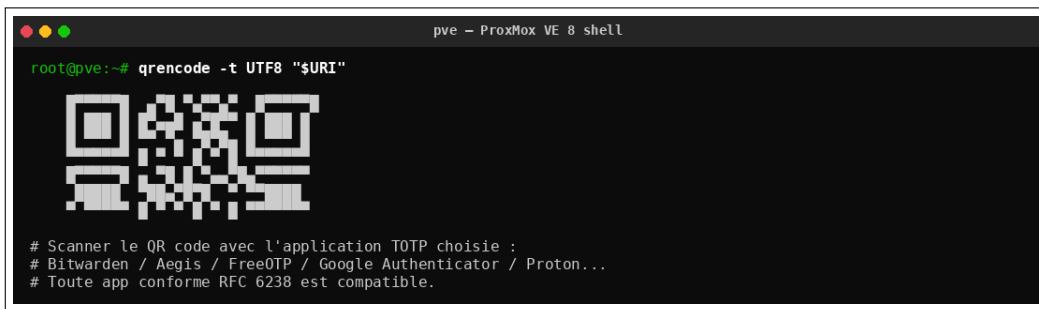 pve — ProxMox VE 8 shell
root@pve:~# qrencode -t UTF8 "$URI"
# Scanner le QR code avec l'application TOTP choisie :
# Bitwarden / Aegis / FreeOTP / Google Authenticator / Proton...
# Toute app conforme RFC 6238 est compatible.